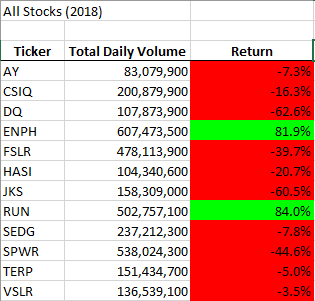 All Stocks (2018)
Ticker Total Daily Volume Return
AY 83,079,900 -7.3%
CSIQ 200,879,900 -16.3%
DQ 107,873,900 -62.6%
ENPH 607,473,500 81.9%
FSLR 478,113,900 -39.7%
HASI 104,340,600 -20.7%
JKS 158,309,000 -60.5%
RUN 502,757,100 84.0%
SEDG 237,212,300 -7.8%
SPWR 538,024,300 -44.6%
TERP 151,434,700 -5.0%
VSLR 136,539,100 -3.5%